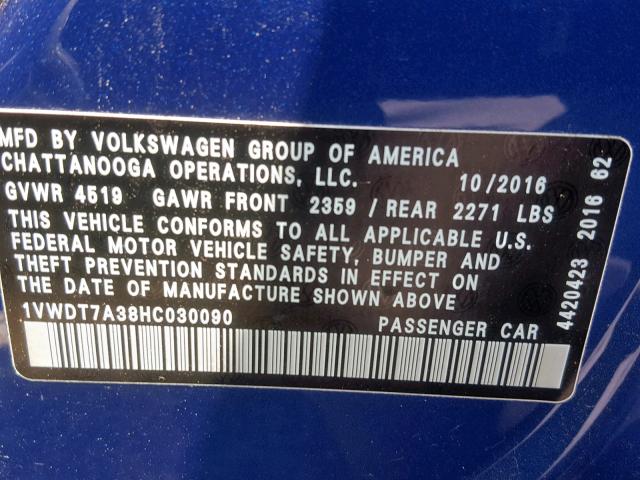 MFD BY VOLKSWAGEN GROUP OF AMERICA
CHATTANOOGA OPERATIONS, LLC. 10/2016
GVWR 4519 GAWR FRONT 2359 / REAR 2271 LBS
THIS VEHICLE CONFORMS TO ALL APPLICABLE U.S.
FEDERAL MOTOR VEHICLE SAFETY, BUMPER AND
THEFT PREVENTION STANDARDS IN EFFECT ON
THE DATE OF MANUFACTURE SHOWN ABOVE
1VWDT7A38HC030090 PASSENGER CAR
4420423 2016 62